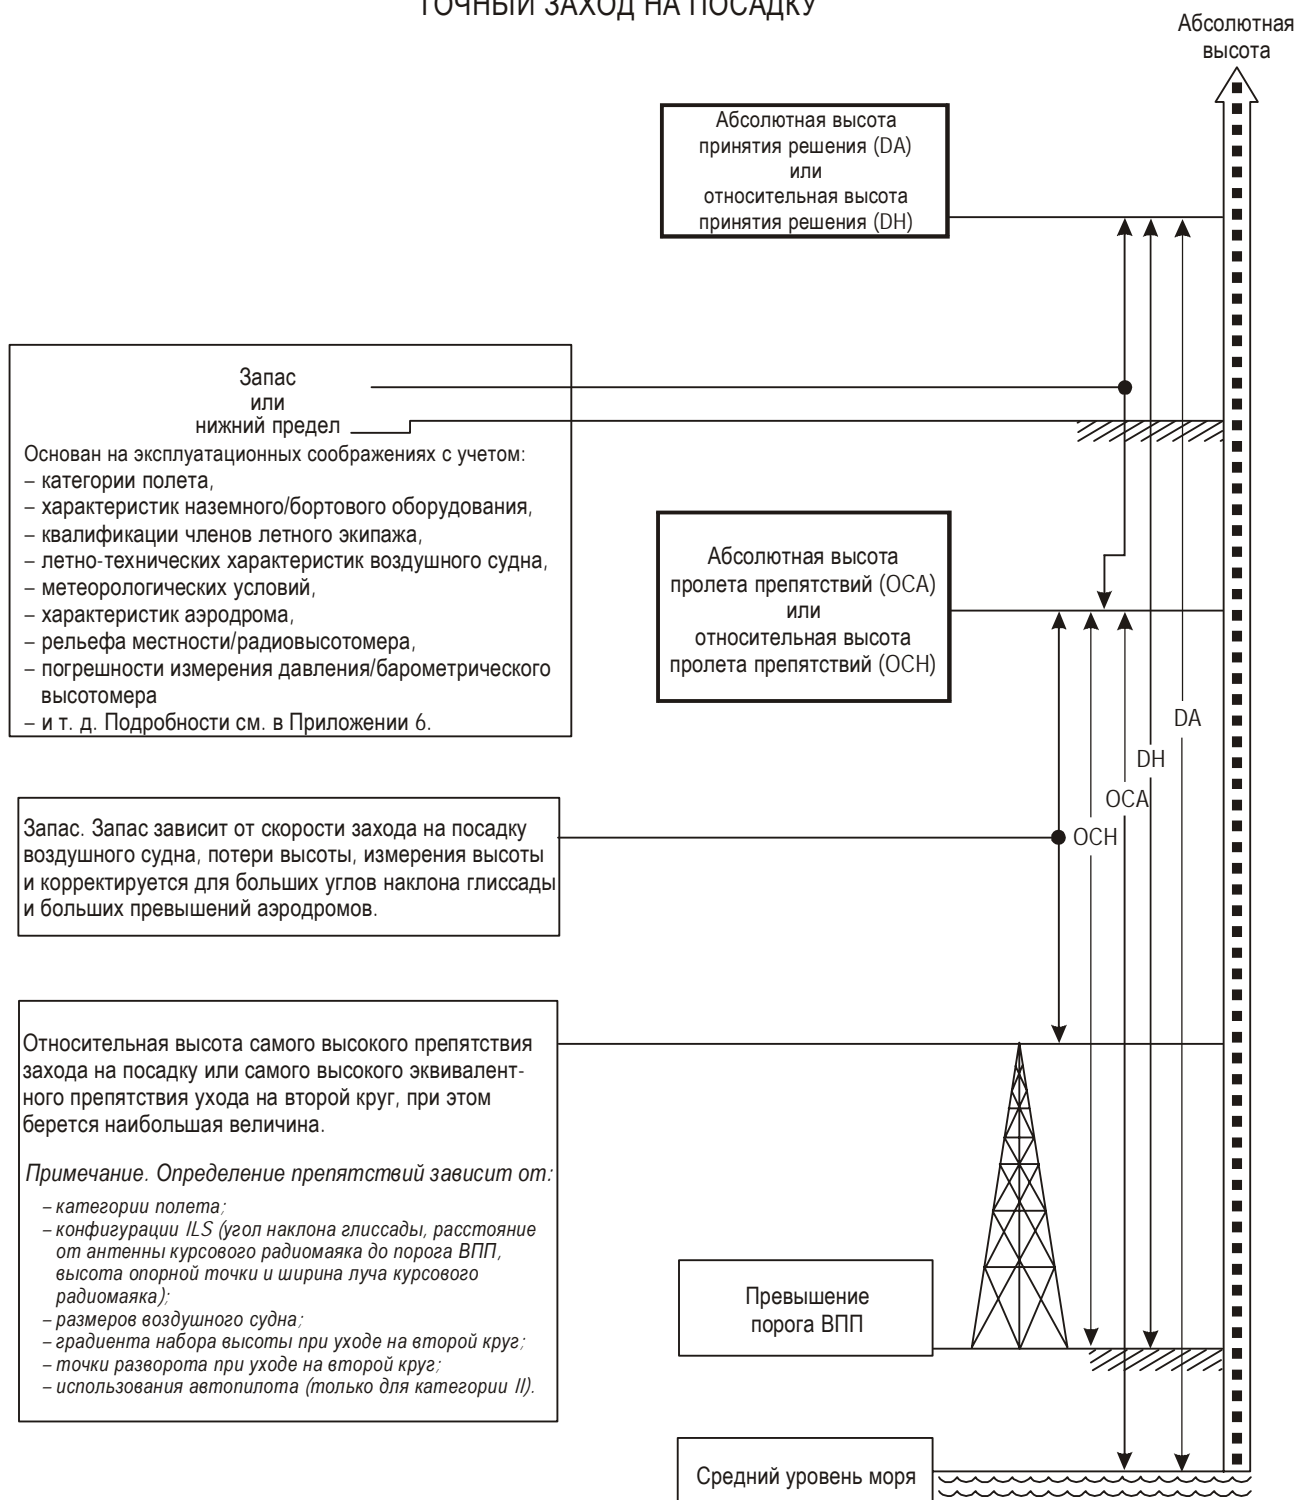 ТОЧНЫЙ ЗАХОД НА ПОСАДКУ
Абсолютная
высота
Абсолютная высота
принятия решения (DA)
или
относительная высота
принятия решения (DH)
Запас
или
нижний предел
Основан на эксплуатационных соображениях с учетом:
– категории полета,
– характеристик наземного/бортового оборудования,
– квалификации членов летного экипажа,
– летно-технических характеристик воздушного судна,
– метеорологических условий,
– характеристик аэродрома,
– рельефа местности/радиовысотомера,
– погрешности измерения давления/барометрического
высотомера
– и т. д. Подробности см. в Приложении 6.
Абсолютная высота
пролета препятствий (OCA)
или
относительная высота
пролета препятствий (OCH)
DA
DH
OCA
OCH
Запас. Запас зависит от скорости захода на посадку
воздушного судна, потери высоты, измерения высоты
и корректируется для больших углов наклона глиссады
и больших превышений аэродромов.
Относительная высота самого высокого препятствия
захода на посадку или самого высокого эквивалент-
ного препятствия ухода на второй круг, при этом
берется наибольшая величина.
Примечание. Определение препятствий зависит от:
– категории полета;
– конфигурации ILS (угол наклона глиссады, расстояние
от антенны курсового радиомаяка до порога ВПП,
высота опорной точки и ширина луча курсового
радиомаяка);
– размеров воздушного судна;
– градиента набора высоты при уходе на второй круг;
– точки разворота при уходе на второй круг;
– использования автопилота (только для категории II).
Превышение
порога ВПП
Средний уровень моря